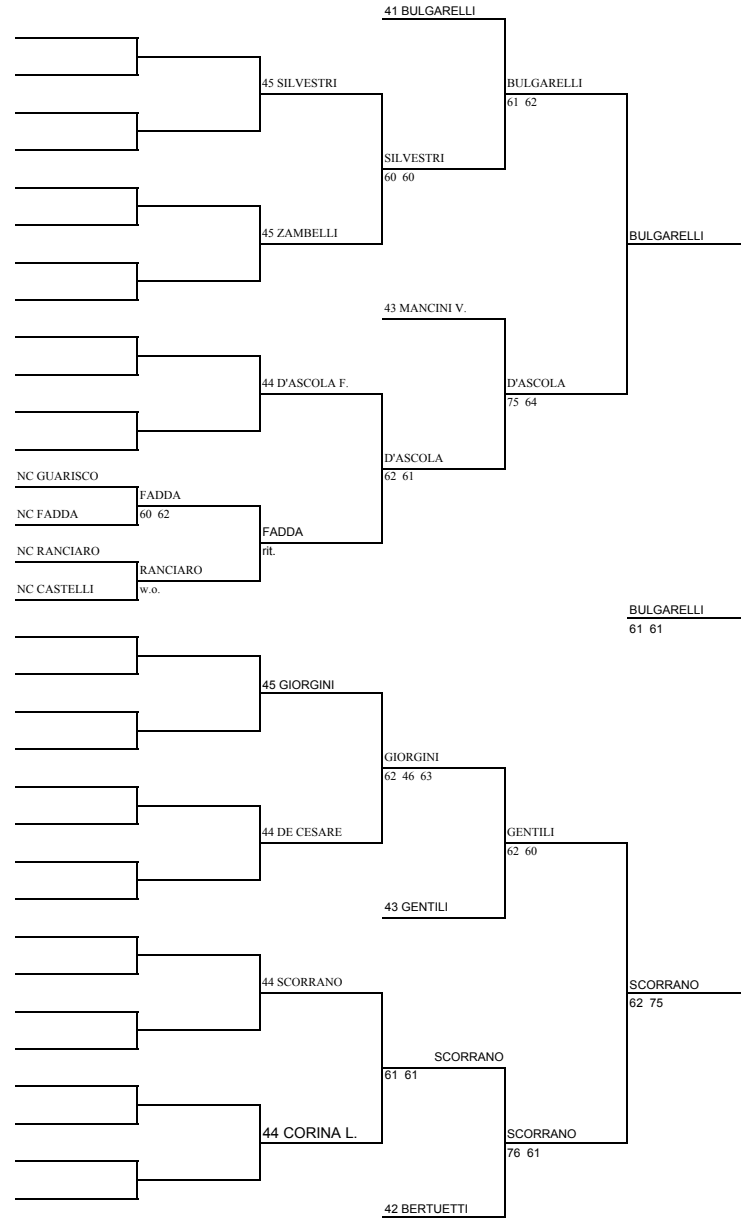 41 BULGARELLI
45 SILVESTRI
BULGARELLI
61 62
SILVESTRI
60 60
45 ZAMBELLI
BULGARELLI
43 MANCINI V.
44 D'ASCOLA F.
D'ASCOLA
75 64
D'ASCOLA
62 61
NC GUARISCO
FADDA
60 62
NC FADDA
FADDA
rit.
NC RANCIARO
RANCIARO
w.o.
NC CASTELLI
BULGARELLI
61 61
45 GIORGINI
GIORGINI
62 46 63
44 DE CESARE
GENTILI
62 60
43 GENTILI
44 SCORRANO
SCORRANO
62 75
SCORRANO
61 61
44 CORINA L.
SCORRANO
76 61
42 BERTUETTI